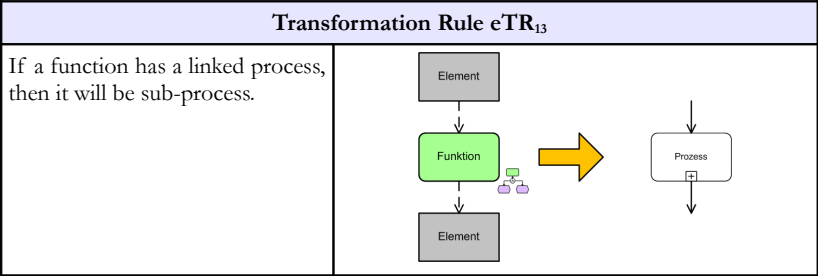 Transformation Rule eTR13
If a function has a linked process,
then it will be sub-process.
Element
Funktion
Prozess
Element